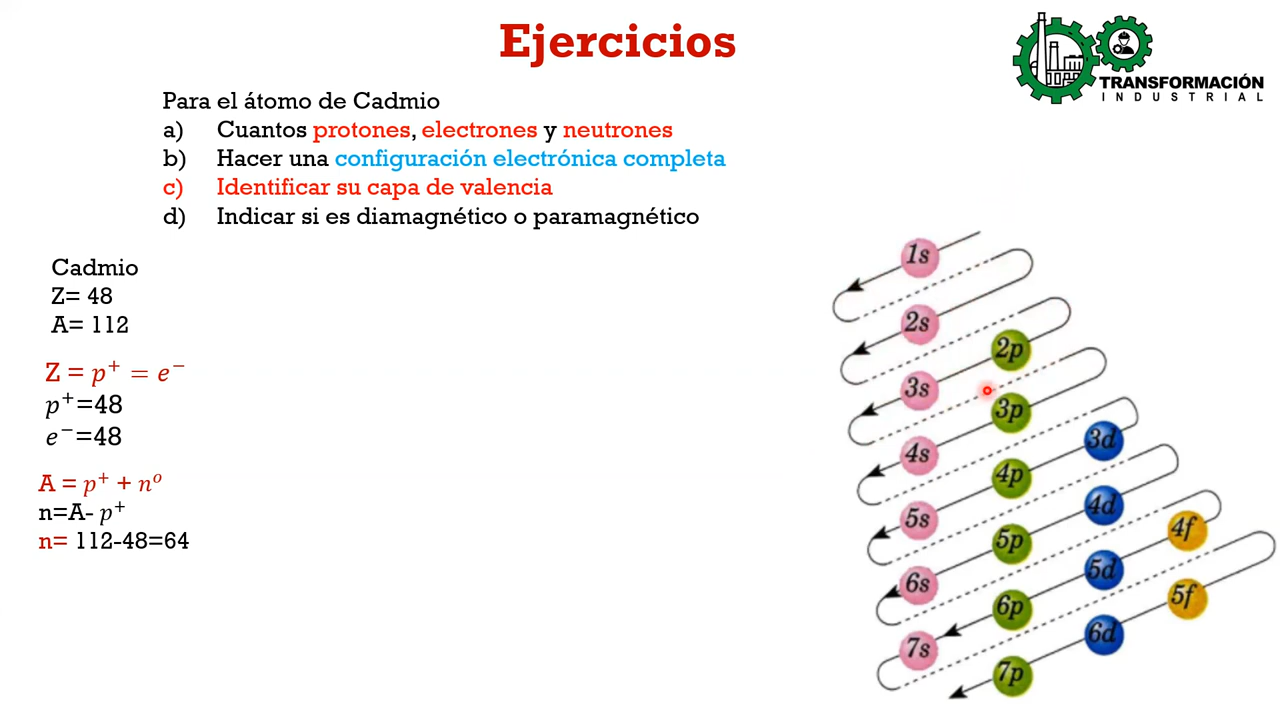 Ejercicios
TRANSFORMACIÓN
INDUSTRIAL
Para el átomo de Cadmio
a) Cuantos protones, electrones y neutrones
b) Hacer una configuración electrónica completa
c) Identificar su capa de valencia
d) Indicar si es diamagnético o paramagnético
Cadmio
Z= 48
A= 112
Z = p⁺ = e⁻
p⁺=48
e⁻=48
A = p⁺ + nᵒ
n=A- p⁺
n= 112-48=64
1s
2s
2p
3s
3p
3d
4s
4p
4d
4f
5s
5p
5d
5f
6s
6p
6d
7s
7p